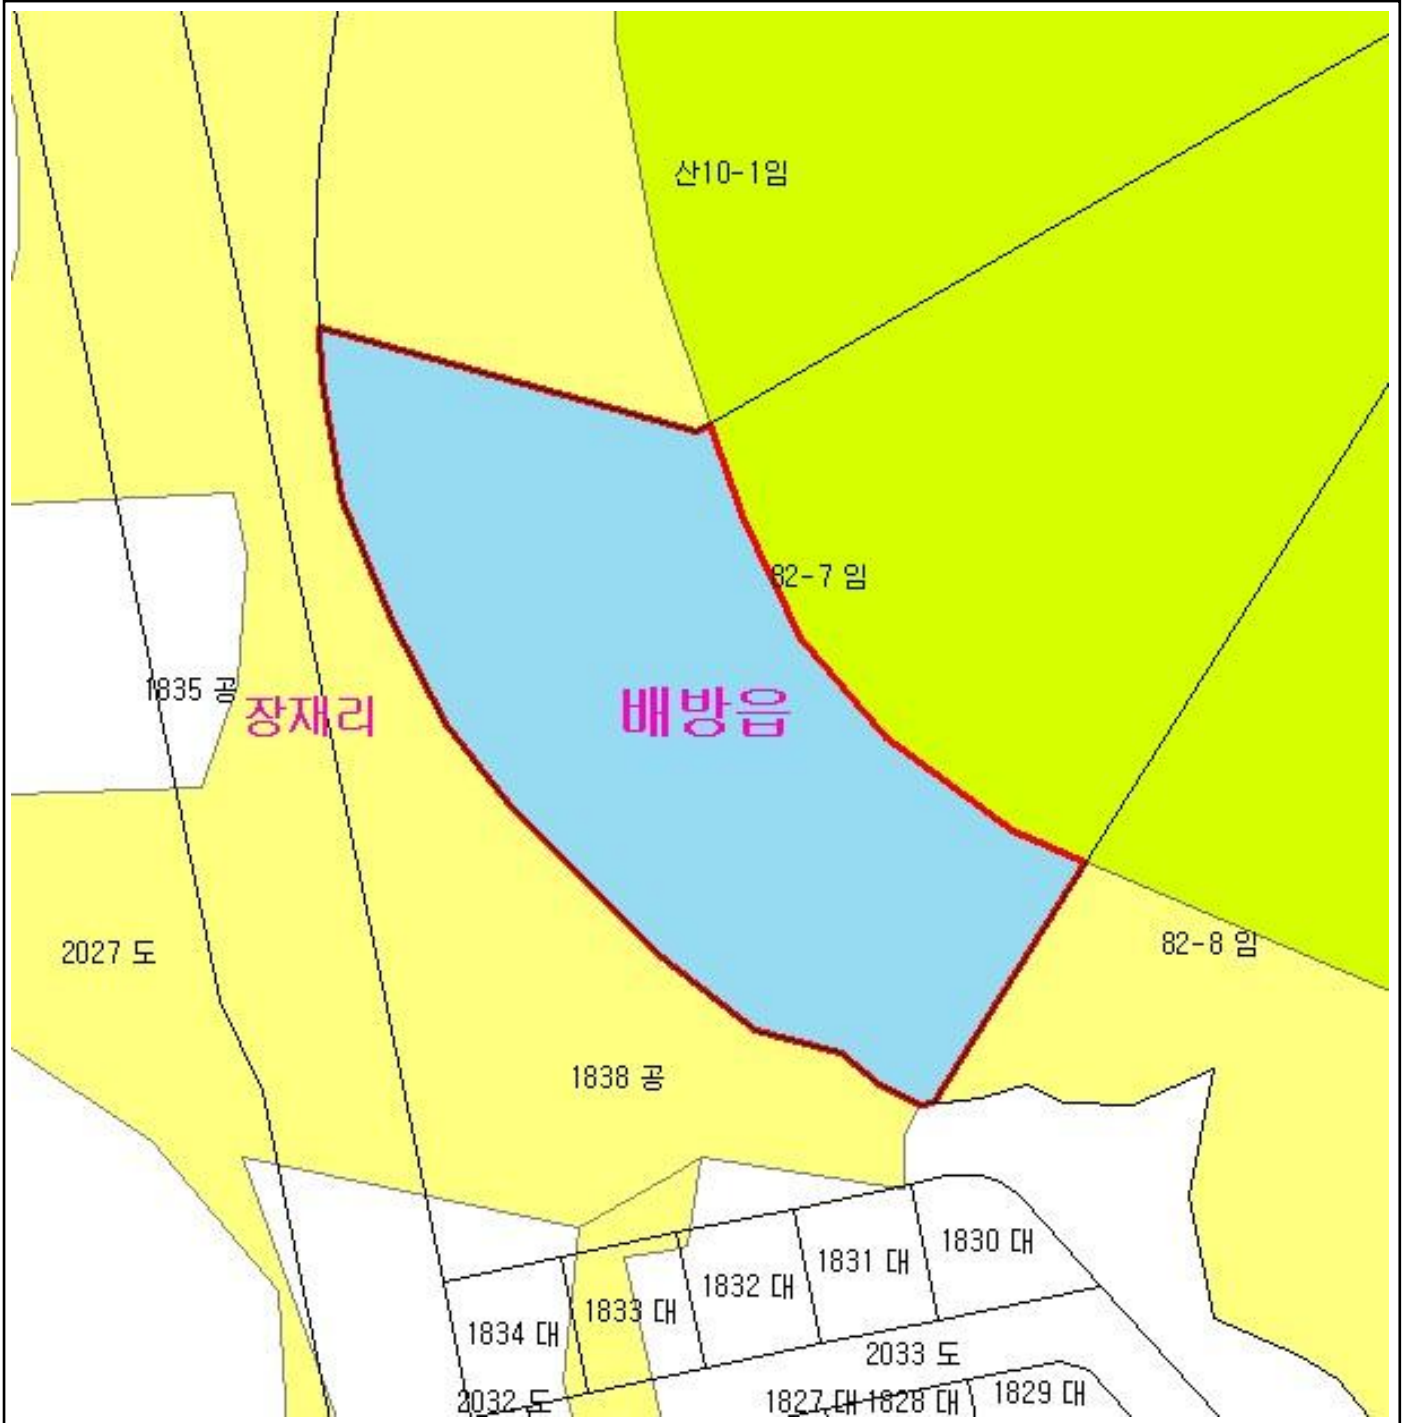 산10-1임
82-7 임
1835 공
장재리
배방읍
2027 도
82-8 임
1838 공
1830 대
1831 대
1832 대
1833 대
1834 대
2033 도
2032 도
1827 대
1828 대
1829 대